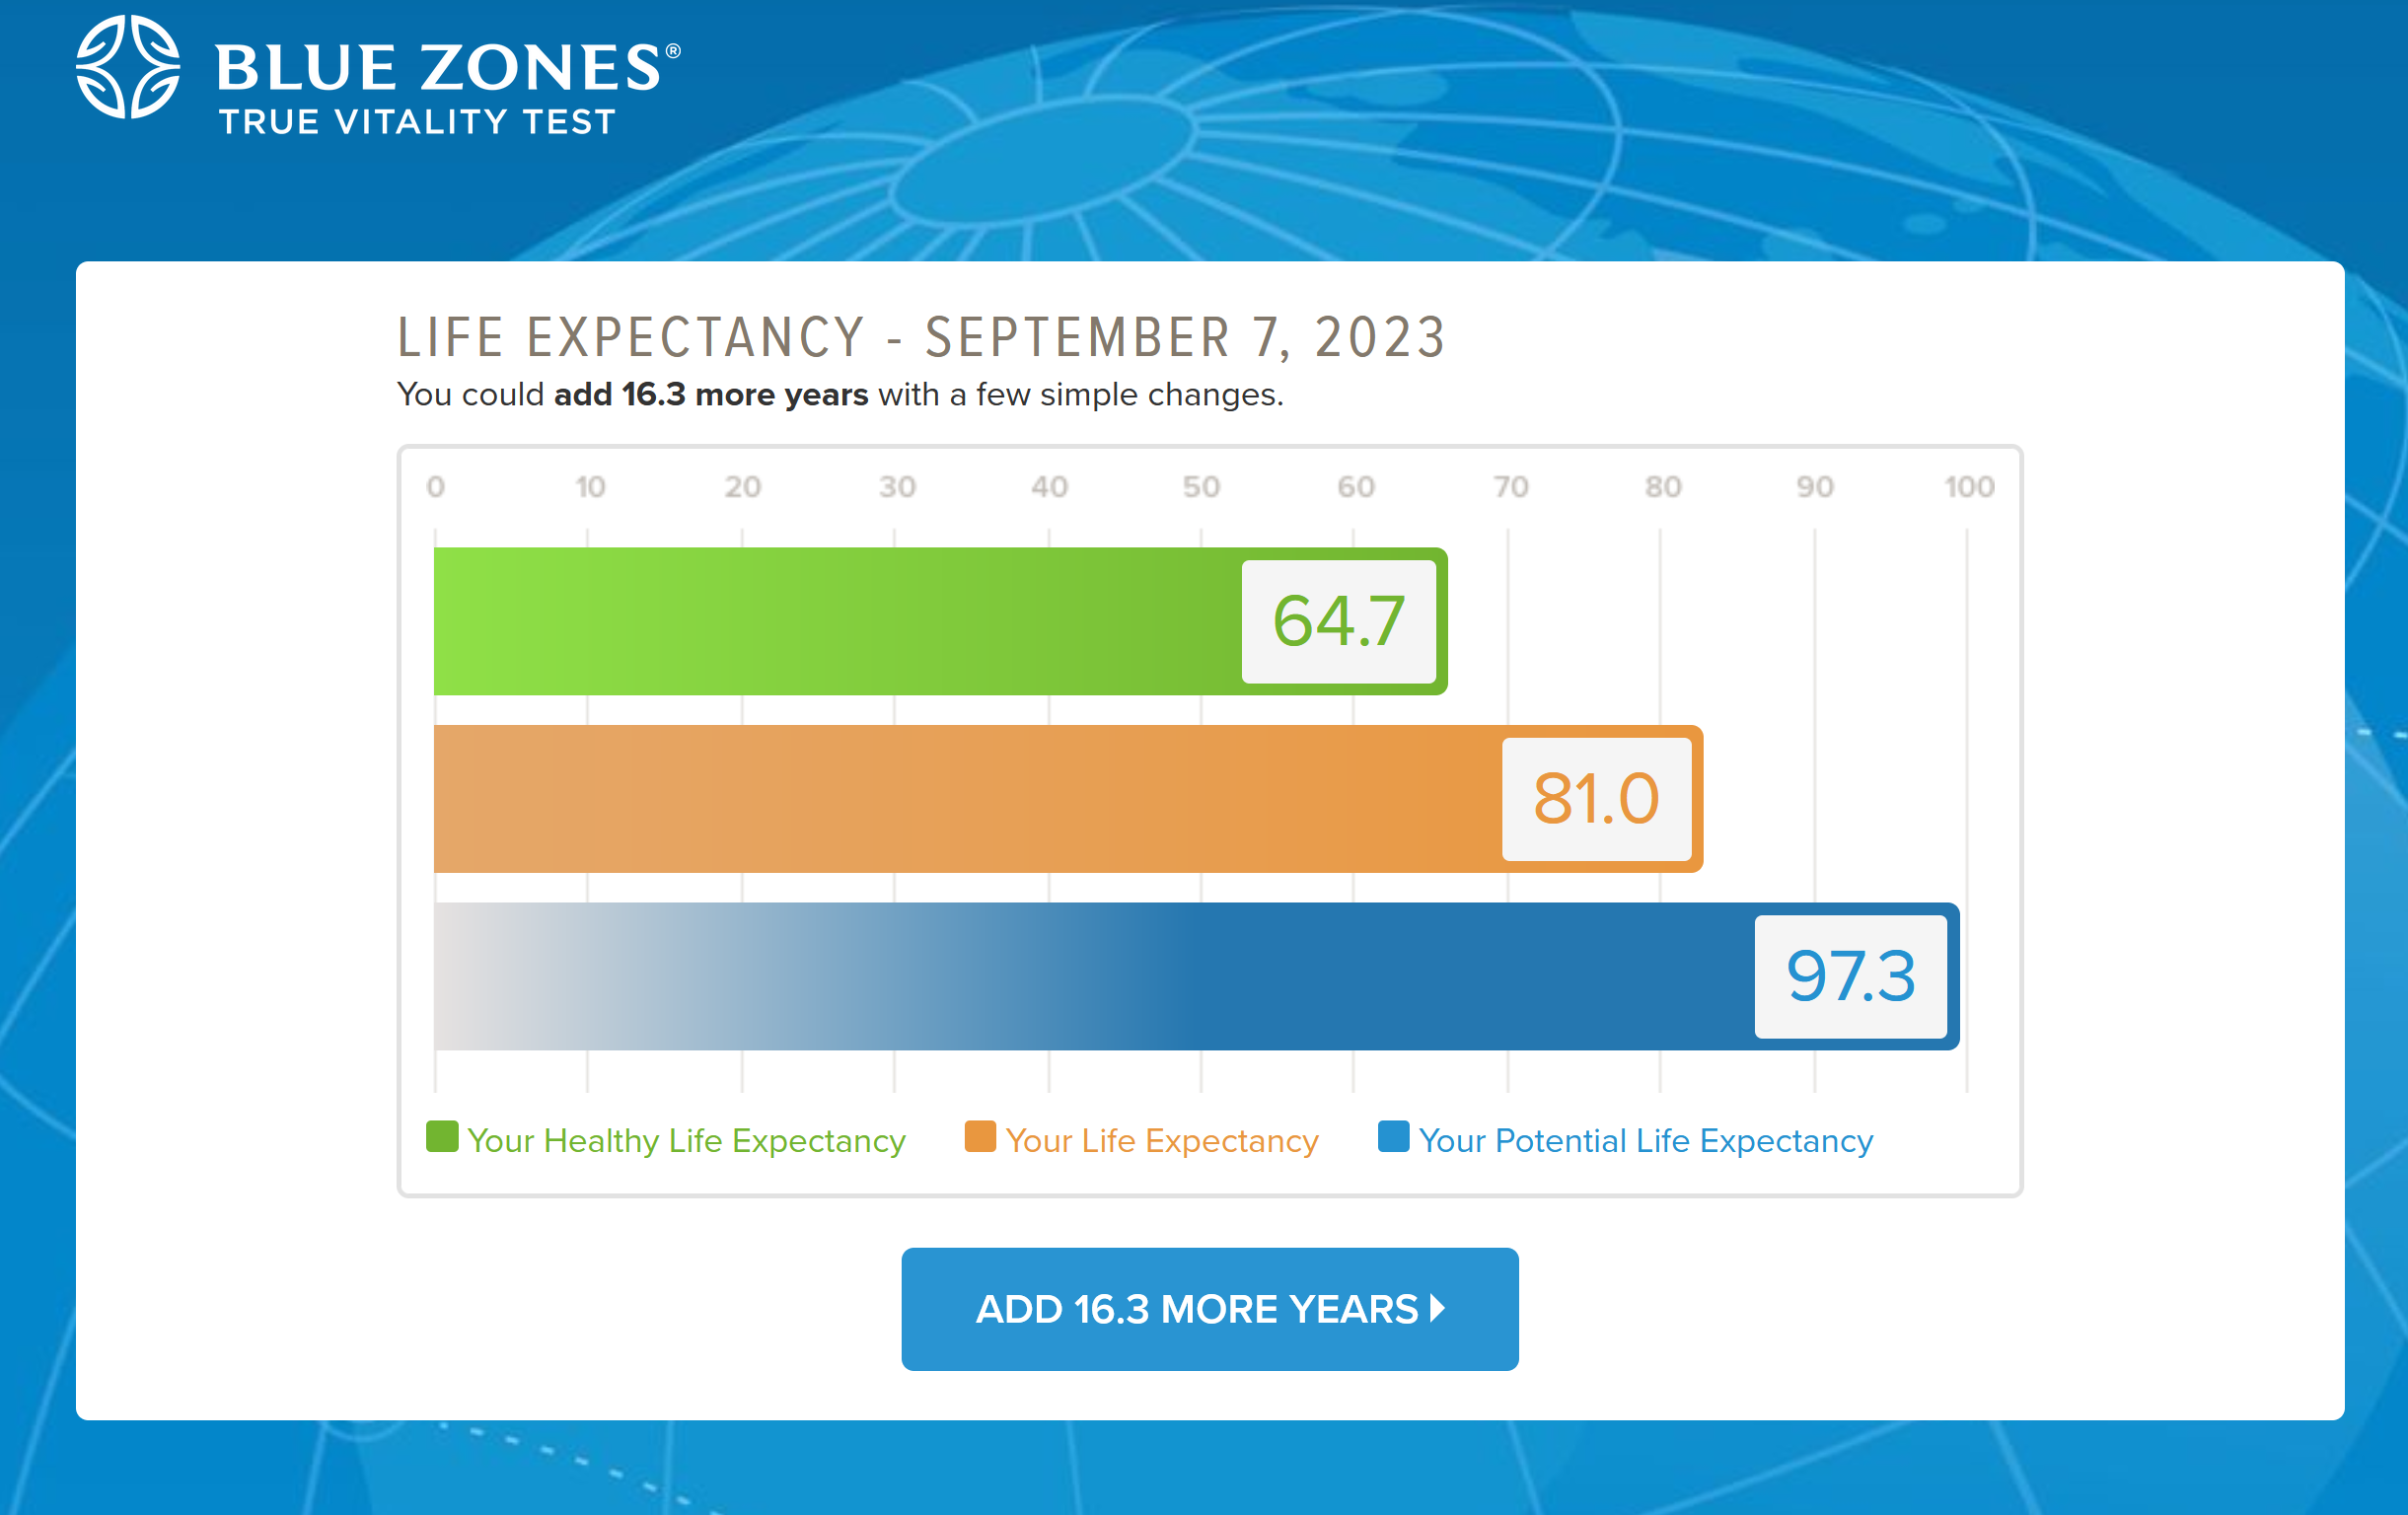 BLUE ZONES®
TRUE VITALITY TEST
LIFE EXPECTANCY - SEPTEMBER 7, 2023
You could add 16.3 more years with a few simple changes.
0 10 20 30 40 50 60 70 80 90 100
64.7
81.0
97.3
Your Healthy Life Expectancy Your Life Expectancy Your Potential Life Expectancy
ADD 16.3 MORE YEARS